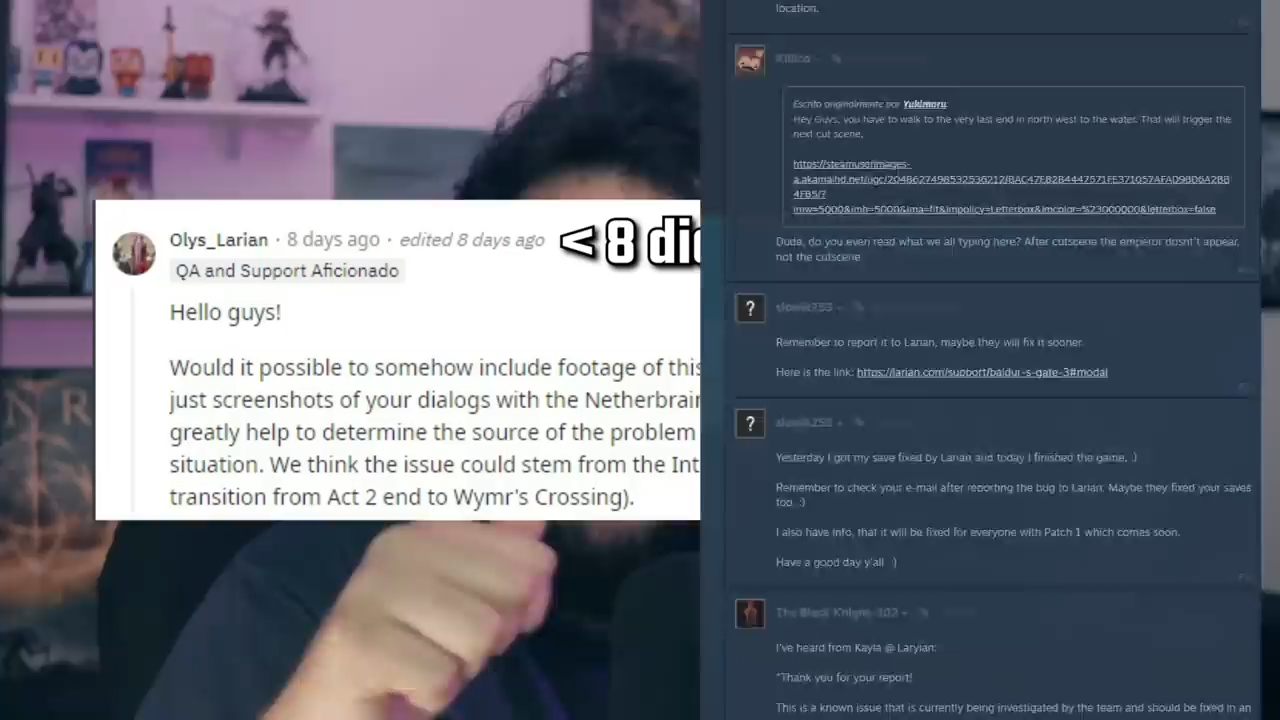 Olys_Larian · 8 days ago · edited 8 days ago
QA and Support Aficionado
< 8 dic
Hello guys!
Would it possible to somehow include footage of this
just screenshots of your dialogs with the Netherbrain
greatly help to determine the source of the problem
situation. We think the issue could stem from the Int
transition from Act 2 end to Wymr's Crossing).
location.
Escrito originalmente por Yukimaru:
Hey Guys, you have to walk to the very last end in north west to the water. That will trigger the
next cut scene.
https://steamuserimages-
imw=5000&imh=5000&ima=fit&impolicy=Letterbox&imcolor=%23000000&letterbox=false
Dude, do you even read what we all typing here? After cutscene the emperor dosn't appear,
not the cutscene
Remember to report it to Larian, maybe they will fix it sooner.
Here is the link: https://larian.com/support/baldur-s-gate-3#modal
Yesterday I got my save fixed by Larian and today I finished the game. :)
Remember to check your e-mail after reporting the bug to Larian. Maybe they fixed your saves
too. :)
I also have info, that it will be fixed for everyone with Patch 1 which comes soon.
Have a good day y'all :)
I've heard from Kayla @ Laryian:
"Thank you for your report!
This is a known issue that is currently being investigated by the team and should be fixed in an